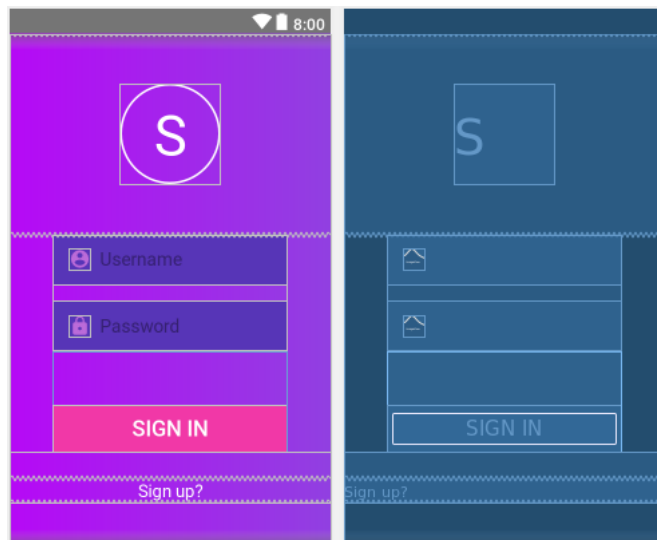 8:00
S
Username
Password
SIGN IN
Sign up?
S
SIGN IN
Sign up?